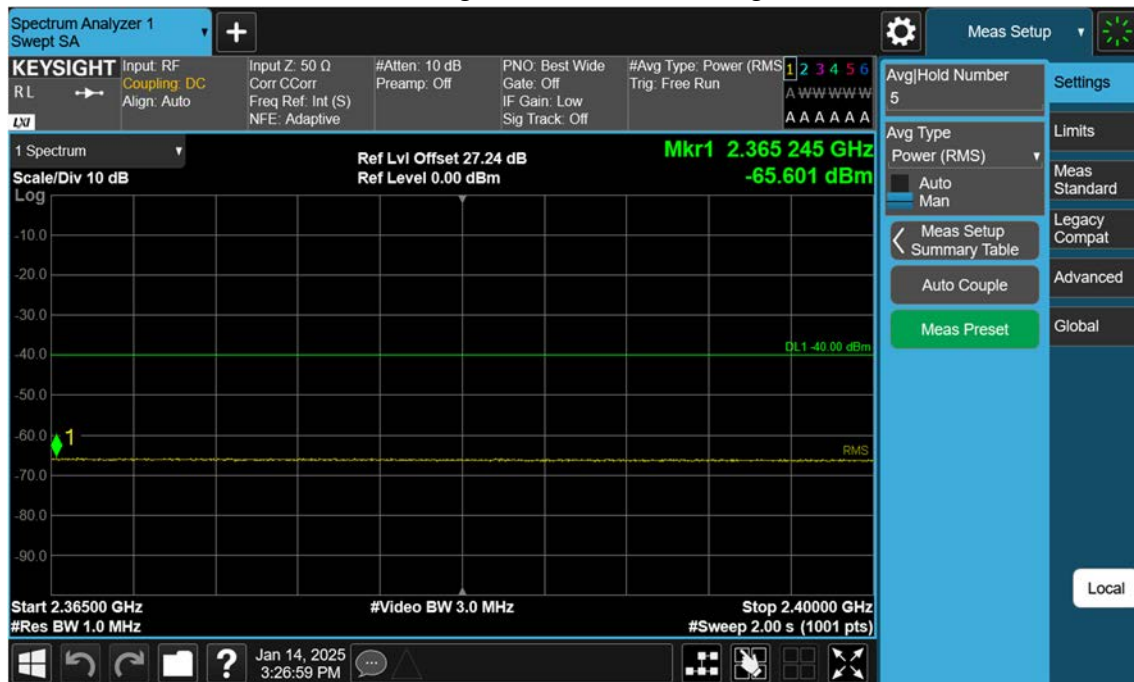 Spectrum Analyzer 1
Swept SA
+
Meas Setup
KEYSIGHT
RL
LXI
Input: RF
Coupling: DC
Align: Auto
Input Z: 50 Ω
Corr CCorr
Freq Ref: Int (S)
NFE: Adaptive
#Atten: 10 dB
Preamp: Off
PNO: Best Wide
Gate: Off
IF Gain: Low
Sig Track: Off
#Avg Type: Power (RMS
Trig: Free Run
1 2 3 4 5 6
A W W W W W
A A A A A A
1 Spectrum
Scale/Div 10 dB
Log
Ref Lvl Offset 27.24 dB
Ref Level 0.00 dBm
Mkr1 2.365 245 GHz
-65.601 dBm
-10.0
-20.0
-30.0
-40.0
DL1 -40.00 dBm
-50.0
-60.0
1
RMS
-70.0
-80.0
-90.0
Start 2.36500 GHz
#Res BW 1.0 MHz
#Video BW 3.0 MHz
Stop 2.40000 GHz
#Sweep 2.00 s (1001 pts)
Avg|Hold Number
5
Avg Type
Power (RMS)
Auto
Man
Meas Setup
Summary Table
Auto Couple
Meas Preset
Settings
Limits
Meas
Standard
Legacy
Compat
Advanced
Global
Local
?
Jan 14, 2025
3:26:59 PM